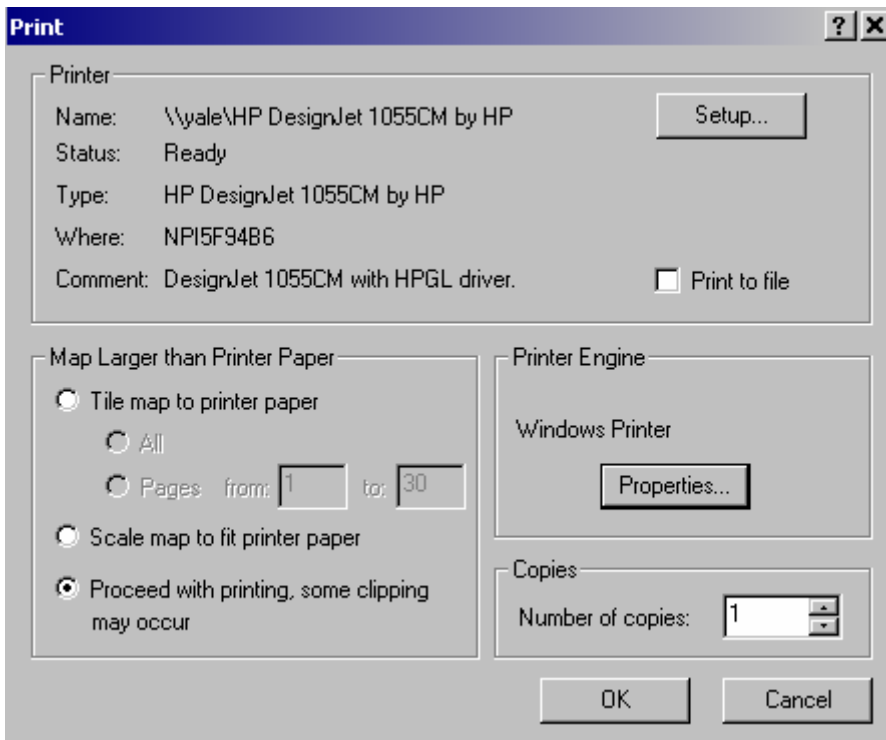 Print
Printer
Name: \\yale\HP DesignJet 1055CM by HP
Setup...
Status: Ready
Type: HP DesignJet 1055CM by HP
Where: NPI5F94B6
Comment: DesignJet 1055CM with HPGL driver.
Print to file
Map Larger than Printer Paper
Tile map to printer paper
All
Pages from: 1 to: 30
Scale map to fit printer paper
Proceed with printing, some clipping
may occur
Printer Engine
Windows Printer
Properties...
Copies
Number of copies: 1
OK
Cancel